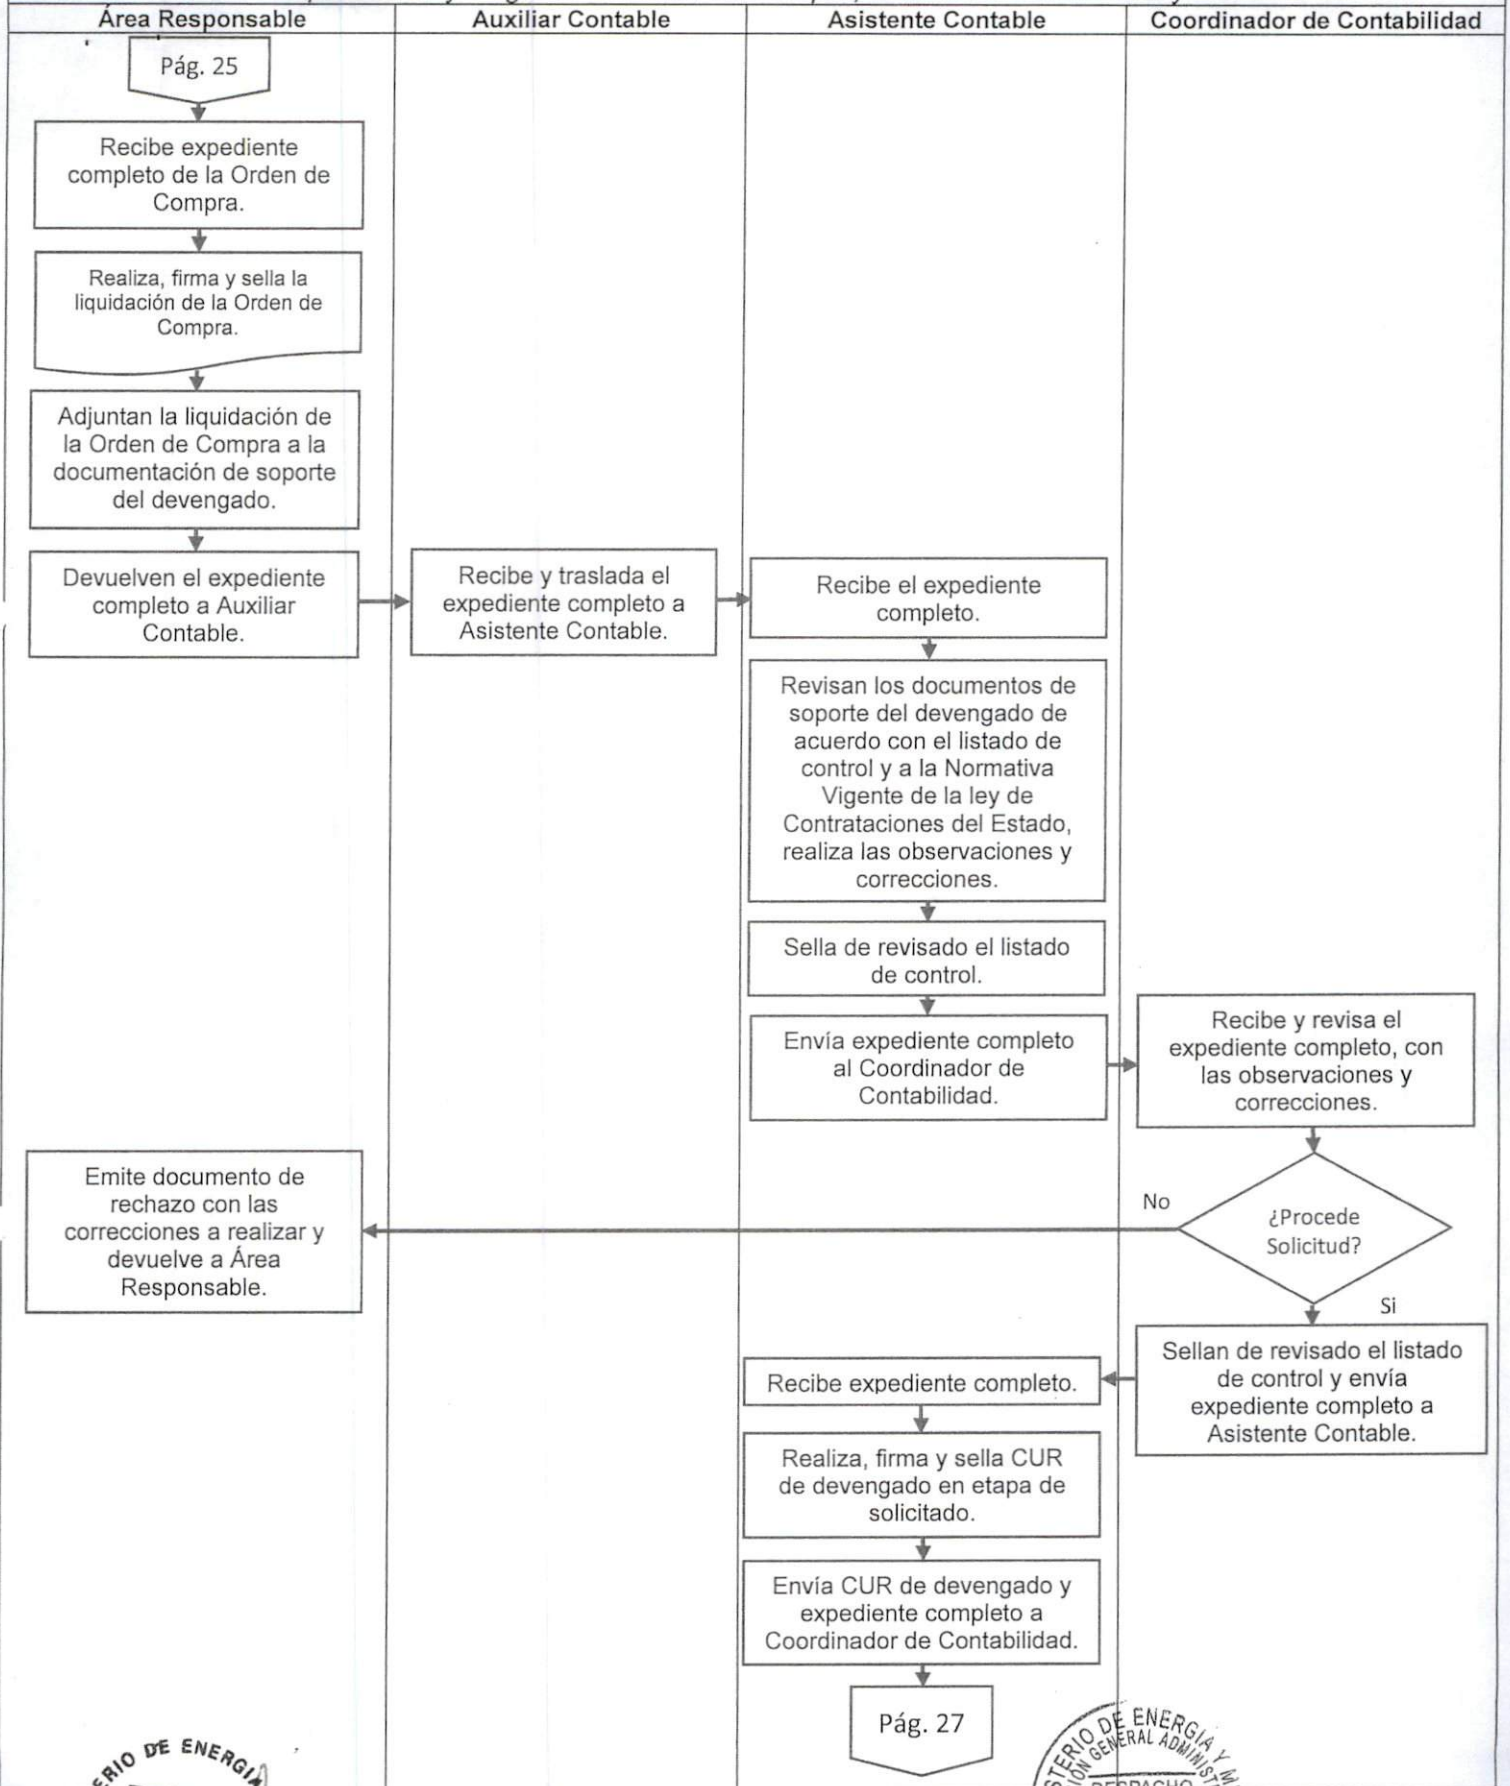 Área Responsable
Auxiliar Contable
Asistente Contable
Coordinador de Contabilidad
Pág. 25
Recibe expediente
completo de la Orden de
Compra.
Realiza, firma y sella la
liquidación de la Orden de
Compra.
Adjuntan la liquidación de
la Orden de Compra a la
documentación de soporte
del devengado.
Devuelven el expediente
completo a Auxiliar
Contable.
Recibe y traslada el
expediente completo a
Asistente Contable.
Recibe el expediente
completo.
Revisan los documentos de
soporte del devengado de
acuerdo con el listado de
control y a la Normativa
Vigente de la ley de
Contrataciones del Estado,
realiza las observaciones y
correcciones.
Sella de revisado el listado
de control.
Envía expediente completo
al Coordinador de
Contabilidad.
Recibe y revisa el
expediente completo, con
las observaciones y
correcciones.
¿Procede
Solicitud?
No
Emite documento de
rechazo con las
correcciones a realizar y
devuelve a Área
Responsable.
Si
Sellan de revisado el listado
de control y envía
expediente completo a
Asistente Contable.
Recibe expediente completo.
Realiza, firma y sella CUR
de devengado en etapa de
solicitado.
Envía CUR de devengado y
expediente completo a
Coordinador de Contabilidad.
Pág. 27
DE ENERGIA
DE ENERGIA Y
GENERAL
DESPACHO